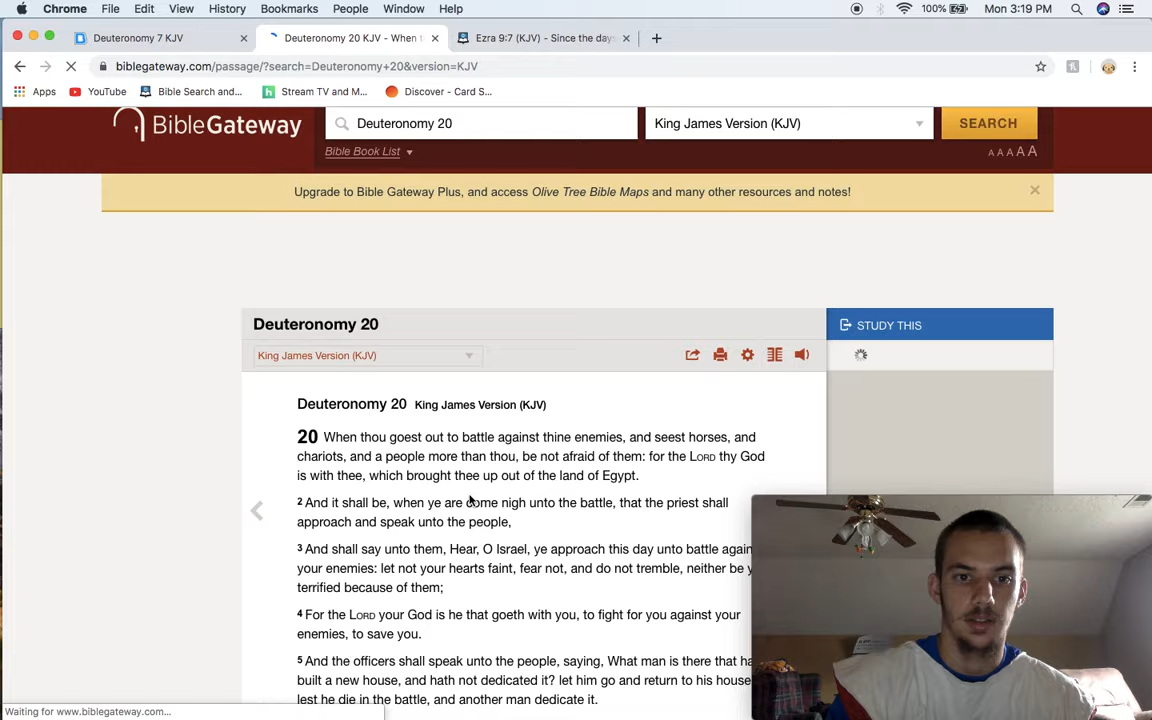 Chrome File Edit View History Bookmarks People Window Help 100% Mon 3:19 PM
Deuteronomy 7 KJV Deuteronomy 20 KJV - When t Ezra 9:7 (KJV) - Since the days
biblegateway.com/passage/?search=Deuteronomy+20&version=KJV
Apps YouTube Bible Search and... Stream TV and M... Discover - Card S...
BibleGateway Deuteronomy 20 King James Version (KJV) SEARCH
Bible Book List A A A A A
Upgrade to Bible Gateway Plus, and access Olive Tree Bible Maps and many other resources and notes!
Deuteronomy 20 STUDY THIS
King James Version (KJV)
Deuteronomy 20 King James Version (KJV)
20 When thou goest out to battle against thine enemies, and seest horses, and
chariots, and a people more than thou, be not afraid of them: for the LORD thy God
is with thee, which brought thee up out of the land of Egypt.
2 And it shall be, when ye are come nigh unto the battle, that the priest shall
approach and speak unto the people,
3 And shall say unto them, Hear, O Israel, ye approach this day unto battle again
your enemies: let not your hearts faint, fear not, and do not tremble, neither be y
terrified because of them;
4 For the LORD your God is he that goeth with you, to fight for you against your
enemies, to save you.
5 And the officers shall speak unto the people, saying, What man is there that ha
built a new house, and hath not dedicated it? let him go and return to his house
lest he die in the battle, and another man dedicate it.
Waiting for www.biblegateway.com...